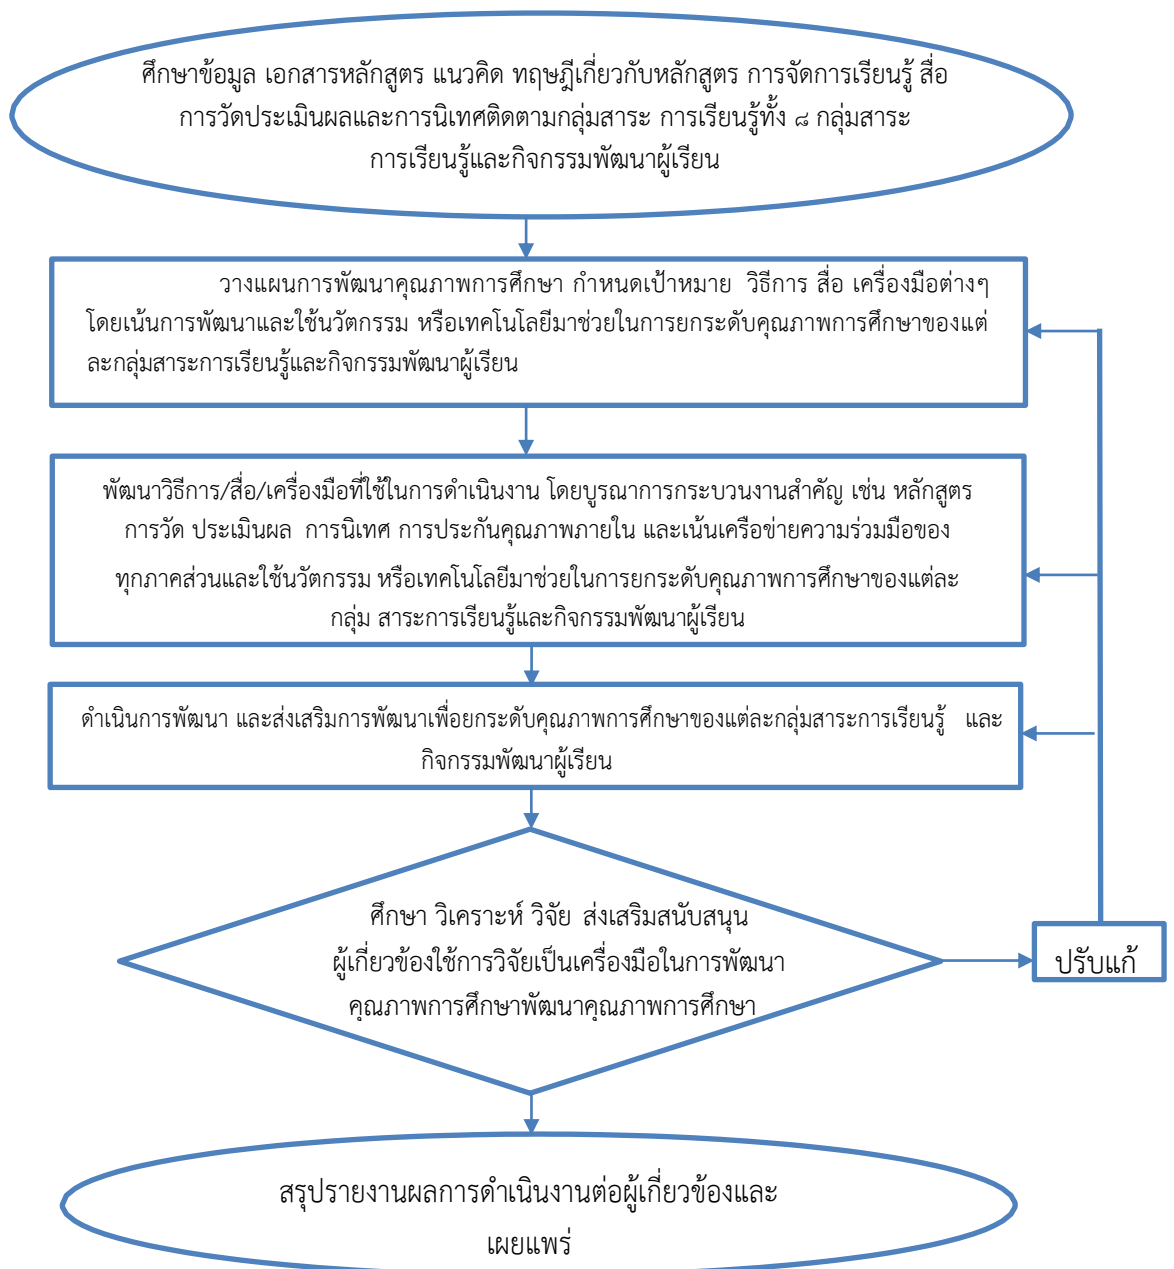 ศึกษาข้อมูล เอกสารหลักสูตร แนวคิด ทฤษฎีเกี่ยวกับหลักสูตร การจัดการเรียนรู้ สื่อ
การวัดประเมินผลและการนิเทศติดตามกลุ่มสาระ การเรียนรู้ทั้ง ๘ กลุ่มสาระ
การเรียนรู้และกิจกรรมพัฒนาผู้เรียน
วางแผนการพัฒนาคุณภาพการศึกษา กำหนดเป้าหมาย วิธีการ สื่อ เครื่องมือต่างๆ
โดยเน้นการพัฒนาและใช้นวัตกรรม หรือเทคโนโลยีมาช่วยในการยกระดับคุณภาพการศึกษาของแต่
ละกลุ่มสาระการเรียนรู้และกิจกรรมพัฒนาผู้เรียน
พัฒนาวิธีการ/สื่อ/เครื่องมือที่ใช้ในการดำเนินงาน โดยบูรณาการกระบวนงานสำคัญ เช่น หลักสูตร
การวัด ประเมินผล การนิเทศ การประกันคุณภาพภายใน และเน้นเครือข่ายความร่วมมือของ
ทุกภาคส่วนและใช้นวัตกรรม หรือเทคโนโลยีมาช่วยในการยกระดับคุณภาพการศึกษาของแต่ละ
กลุ่ม สาระการเรียนรู้และกิจกรรมพัฒนาผู้เรียน
ดำเนินการพัฒนา และส่งเสริมการพัฒนาเพื่อยกระดับคุณภาพการศึกษาของแต่ละกลุ่มสาระการเรียนรู้ และ
กิจกรรมพัฒนาผู้เรียน
ศึกษา วิเคราะห์ วิจัย ส่งเสริมสนับสนุน
ผู้เกี่ยวข้องใช้การวิจัยเป็นเครื่องมือในการพัฒนา
คุณภาพการศึกษาพัฒนาคุณภาพการศึกษา
ปรับแก้
สรุปรายงานผลการดำเนินงานต่อผู้เกี่ยวข้องและ
เผยแพร่